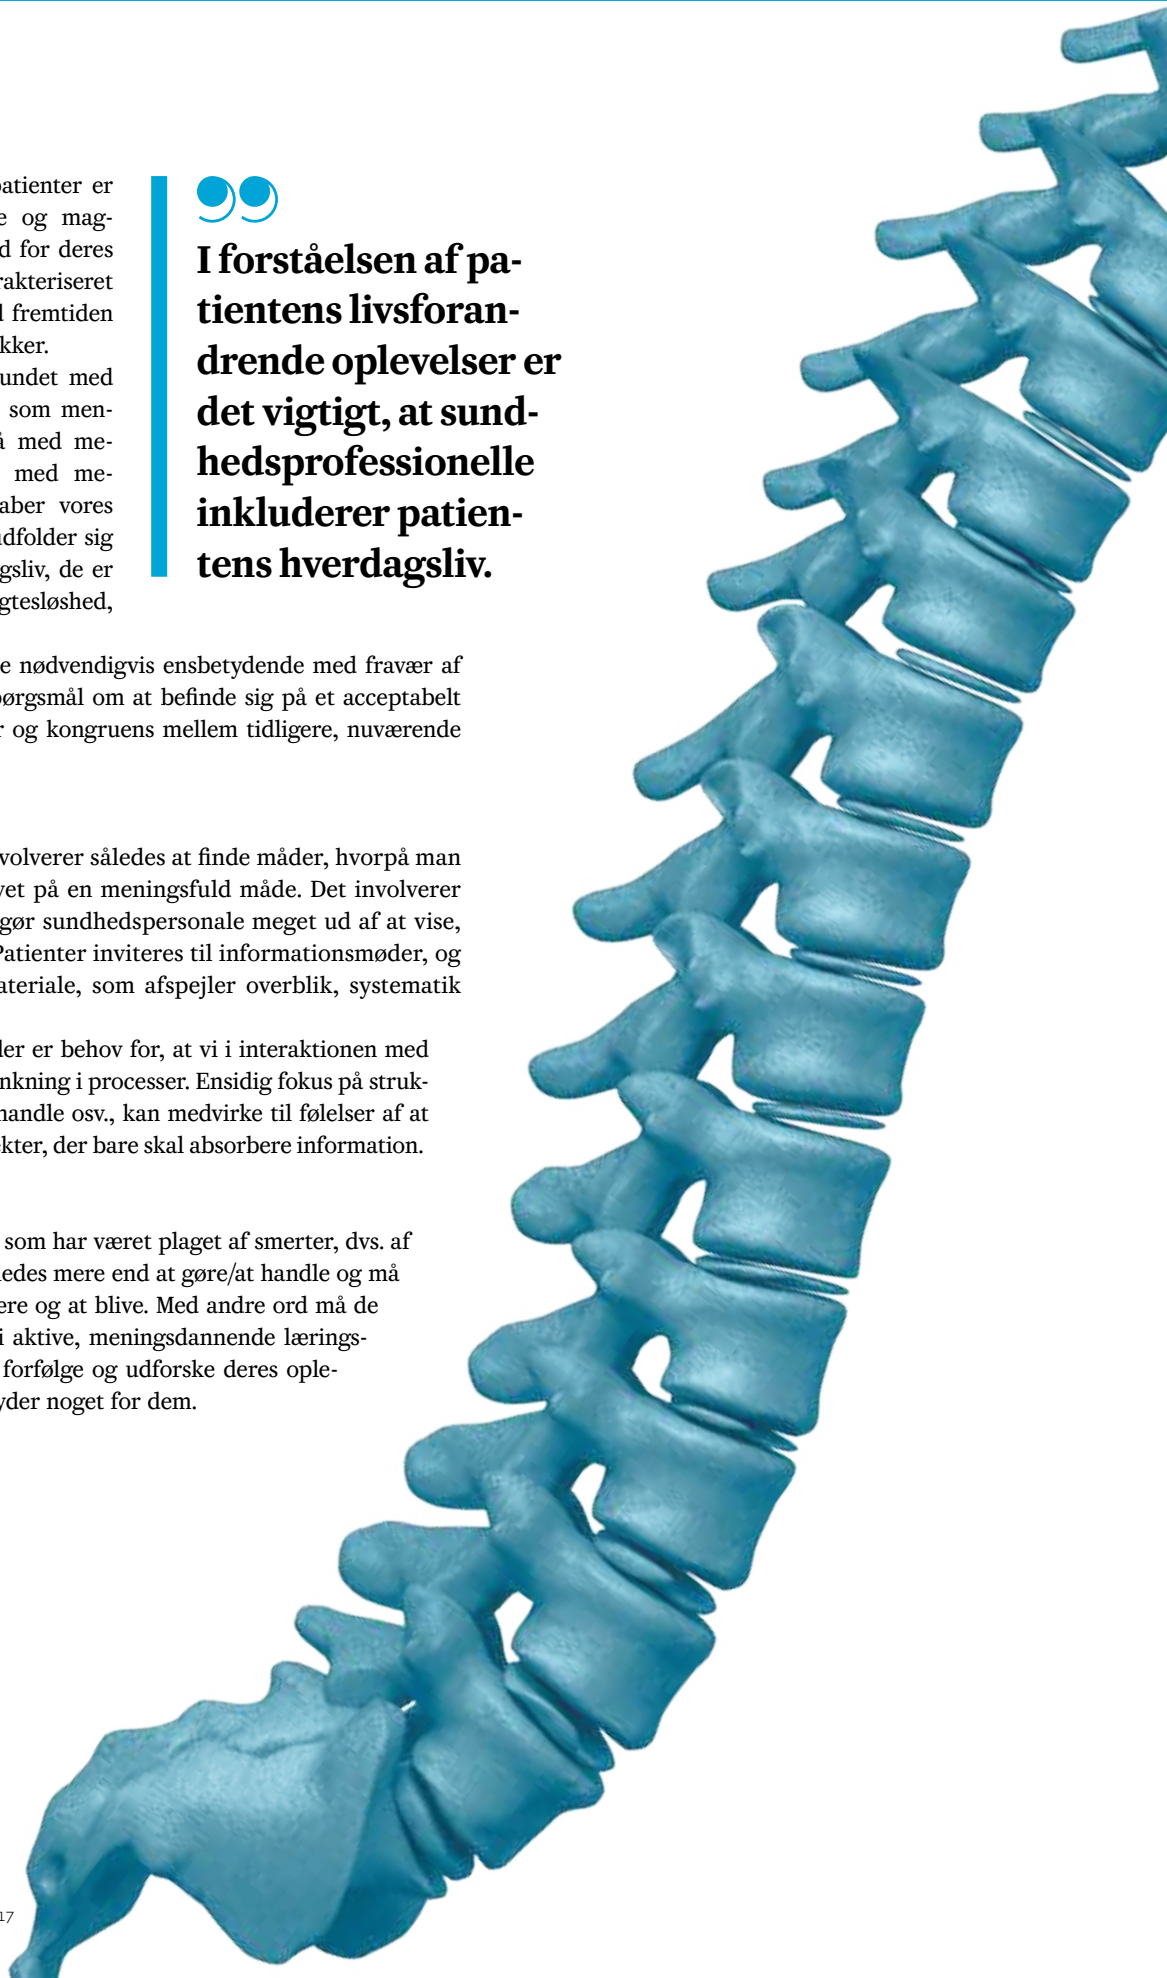 patienter er
e og mag-
d for deres
rakteriseret
d fremtiden
kker.
undet med
som men-
å med me-
med me-
aber vores
udfolder sig
gsliv, de er
gtesløshed,
I forståelsen af pa-
tientens livsforan-
drende oplevelser er
det vigtigt, at sund-
hedsprofessionelle
inkluderer patien-
tens hverdagsliv.
e nødvendigvis ensbetydende med fravær af
ørgsmål om at befinde sig på et acceptabelt
r og kongruens mellem tidligere, nuværende
volverer således at finde måder, hvorpå man
vet på en meningsfuld måde. Det involverer
gør sundhedspersonale meget ud af at vise,
Patienter inviteres til informationsmøder, og
ateriale, som afspejler overblik, systematik
der er behov for, at vi i interaktionen med
nkning i processer. Ensidig fokus på struk-
handle osv., kan medvirke til følelser af at
ekter, der bare skal absorbere information.
som har været plaget af smerter, dvs. af
ledes mere end at gøre/at handle og må
ere og at blive. Med andre ord må de
i aktive, meningsdannende lærings-
forfølge og udforske deres ople-
yder noget for dem.
17